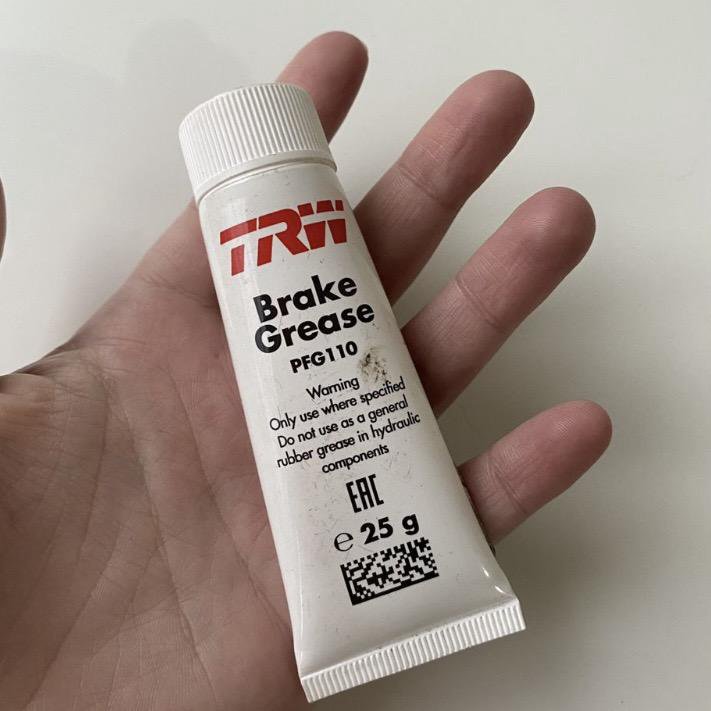 TRW
Brake
Grease
PFG110
Warning
Only use where specified
Do not use as a general
rubber grease in hydraulic
components
EAC
℮ 25 g